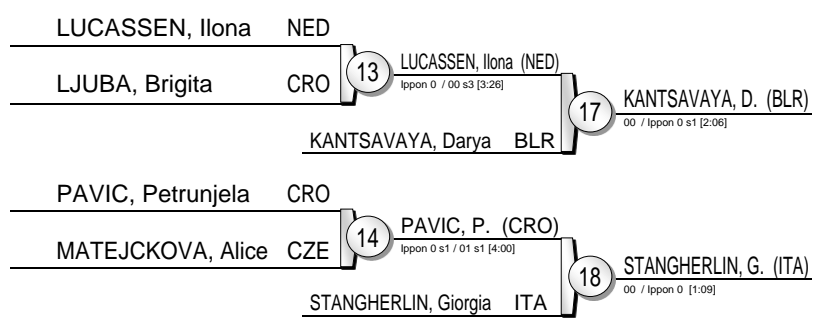 LUCASSEN, Ilona NED
13 LUCASSEN, Ilona (NED)
Ippon 0 / 00 s3 [3:26]
LJUBA, Brigita CRO
17 KANTSAVAYA, D. (BLR)
00 / Ippon 0 s1 [2:06]
KANTSAVAYA, Darya BLR
PAVIC, Petrunjela CRO
14 PAVIC, P. (CRO)
Ippon 0 s1 / 01 s1 [4:00]
MATEJCKOVA, Alice CZE
18 STANGHERLIN, G. (ITA)
00 / Ippon 0 [1:09]
STANGHERLIN, Giorgia ITA